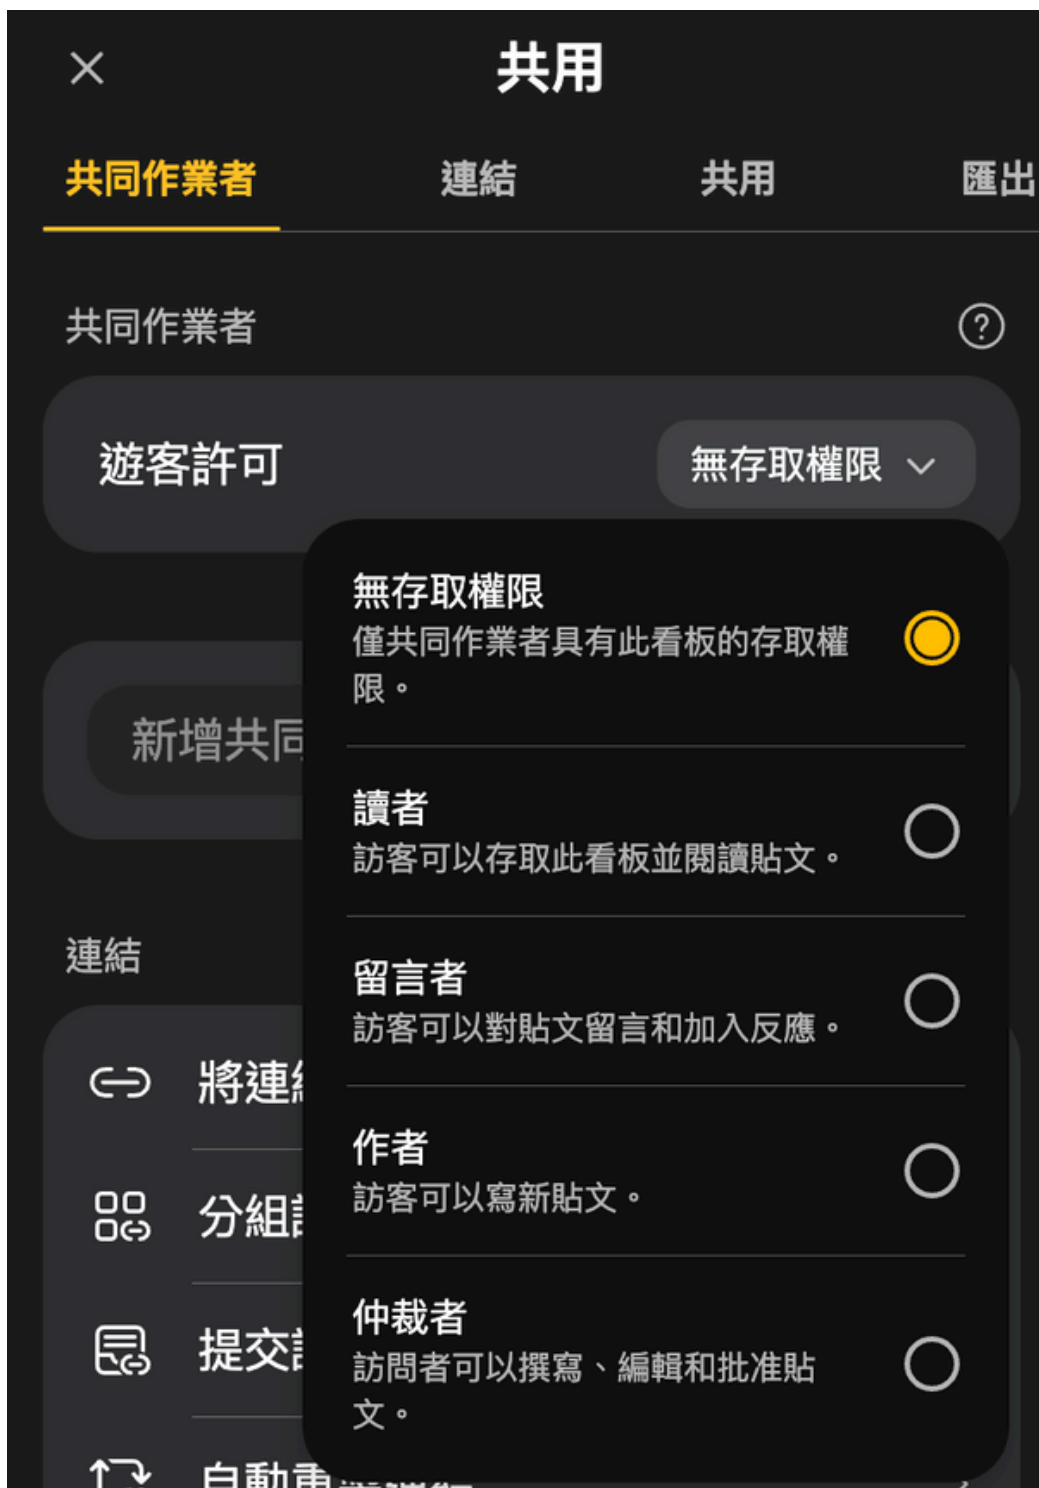 共用
共同作業者 連結 共用 匯出
共同作業者
遊客許可 無存取權限
無存取權限
僅共同作業者具有此看板的存取權
限。
新增共同
讀者
訪客可以存取此看板並閱讀貼文。
連結
留言者
訪客可以對貼文留言和加入反應。
將連
作者
訪客可以寫新貼文。
分組
仲裁者
訪問者可以撰寫、編輯和批准貼
文。
提交
自動重